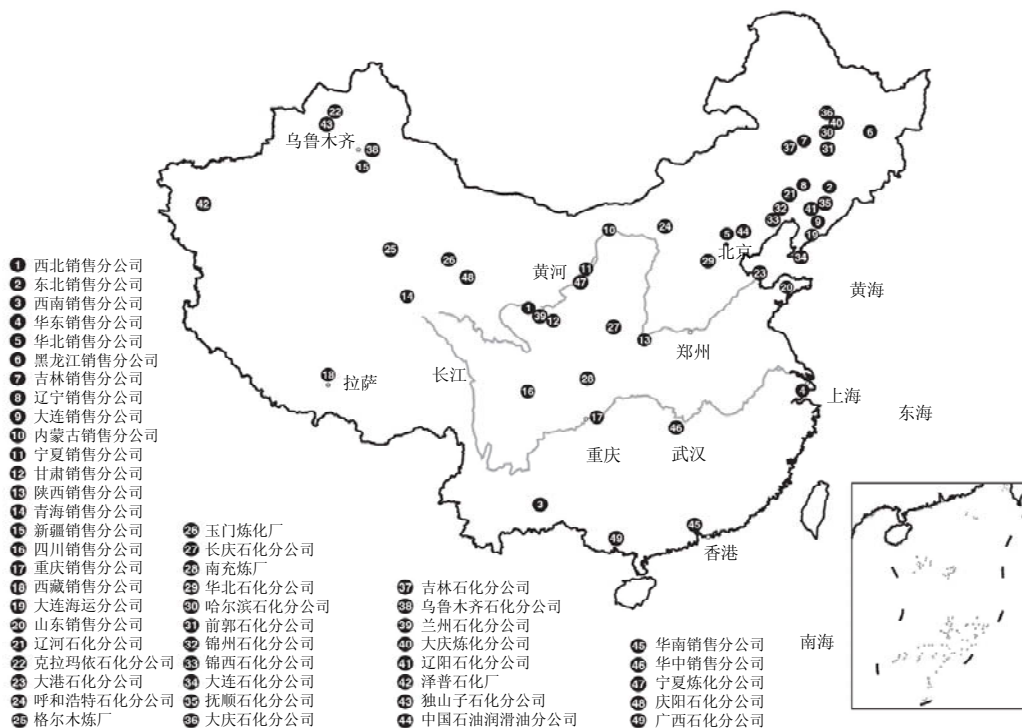 乌鲁木齐
北京
黄河
黄海
郑州
长江
拉萨
上海
东海
重庆
武汉
香港
南海
1 西北销售分公司
2 东北销售分公司
3 西南销售分公司
4 华东销售分公司
5 华北销售分公司
6 黑龙江销售分公司
7 吉林销售分公司
8 辽宁销售分公司
9 大连销售分公司
10 内蒙古销售分公司
11 宁夏销售分公司
12 甘肃销售分公司
13 陕西销售分公司
14 青海销售分公司
15 新疆销售分公司
16 四川销售分公司
17 重庆销售分公司
18 西藏销售分公司
19 大连海运分公司
20 山东销售分公司
21 辽河石化分公司
22 克拉玛依石化分公司
23 大港石化分公司
24 呼和浩特石化分公司
25 格尔木炼厂
26 玉门炼化厂
27 长庆石化分公司
28 南充炼厂
29 华北石化分公司
30 哈尔滨石化分公司
31 前郭石化分公司
32 锦州石化分公司
33 锦西石化分公司
34 大连石化分公司
35 抚顺石化分公司
36 大庆石化分公司
37 吉林石化分公司
38 乌鲁木齐石化分公司
39 兰州石化分公司
40 大庆炼化分公司
41 辽阳石化分公司
42 泽普石化厂
43 独山子石化分公司
44 中国石油润滑油分公司
45 华南销售分公司
46 华中销售分公司
47 宁夏炼化分公司
48 庆阳石化分公司
49 广西石化分公司